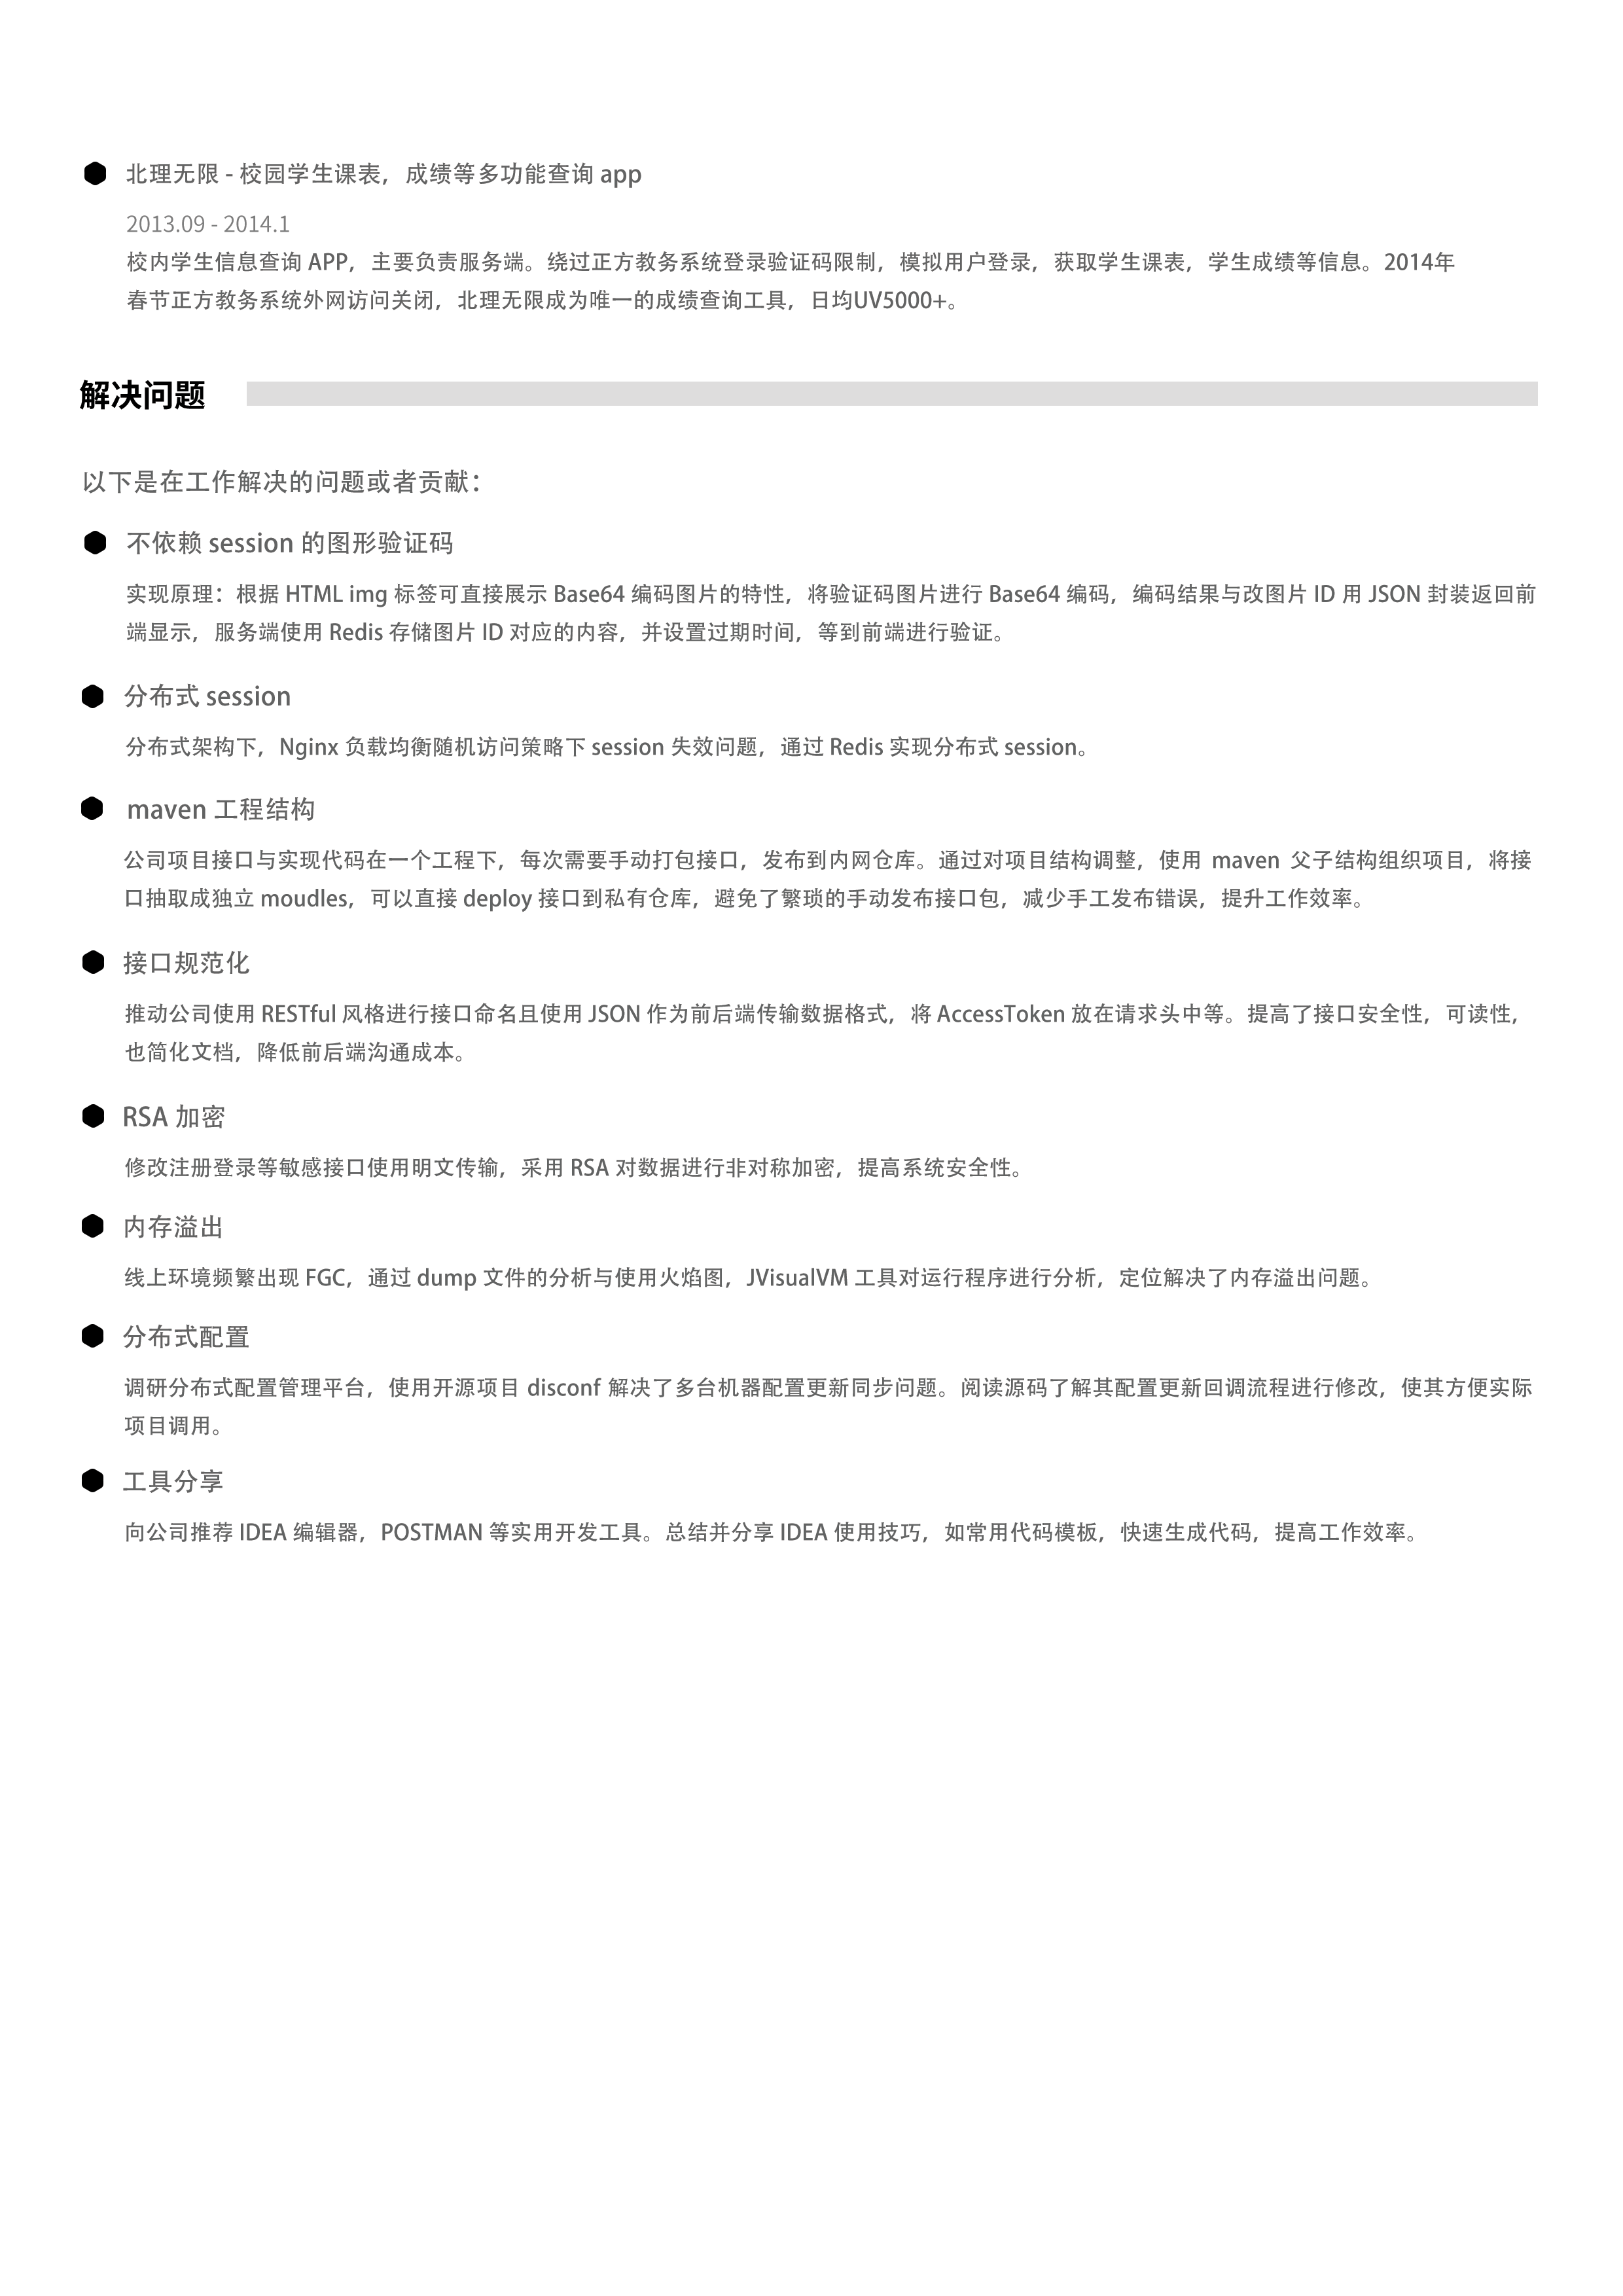 北理无限 - 校园学生课表，成绩等多功能查询 app
2013.09 - 2014.1
校内学生信息查询 APP，主要负责服务端。绕过正方教务系统登录验证码限制，模拟用户登录，获取学生课表，学生成绩等信息。2014年
春节正方教务系统外网访问关闭，北理无限成为唯一的成绩查询工具，日均UV5000+。
解决问题
以下是在工作解决的问题或者贡献：
不依赖 session 的图形验证码
实现原理：根据 HTML img 标签可直接展示 Base64 编码图片的特性，将验证码图片进行 Base64 编码，编码结果与改图片 ID 用 JSON 封装返回前
端显示，服务端使用 Redis 存储图片 ID 对应的内容，并设置过期时间，等到前端进行验证。
分布式 session
分布式架构下，Nginx 负载均衡随机访问策略下 session 失效问题，通过 Redis 实现分布式 session。
maven 工程结构
公司项目接口与实现代码在一个工程下，每次需要手动打包接口，发布到内网仓库。通过对项目结构调整，使用 maven 父子结构组织项目，将接
口抽取成独立 moudles，可以直接 deploy 接口到私有仓库，避免了繁琐的手动发布接口包，减少手工发布错误，提升工作效率。
接口规范化
推动公司使用 RESTful 风格进行接口命名且使用 JSON 作为前后端传输数据格式，将 AccessToken 放在请求头中等。提高了接口安全性，可读性，
也简化文档，降低前后端沟通成本。
RSA 加密
修改注册登录等敏感接口使用明文传输，采用 RSA 对数据进行非对称加密，提高系统安全性。
内存溢出
线上环境频繁出现 FGC，通过 dump 文件的分析与使用火焰图，JVisualVM 工具对运行程序进行分析，定位解决了内存溢出问题。
分布式配置
调研分布式配置管理平台，使用开源项目 disconf 解决了多台机器配置更新同步问题。阅读源码了解其配置更新回调流程进行修改，使其方便实际
项目调用。
工具分享
向公司推荐 IDEA 编辑器，POSTMAN 等实用开发工具。总结并分享 IDEA 使用技巧，如常用代码模板，快速生成代码，提高工作效率。